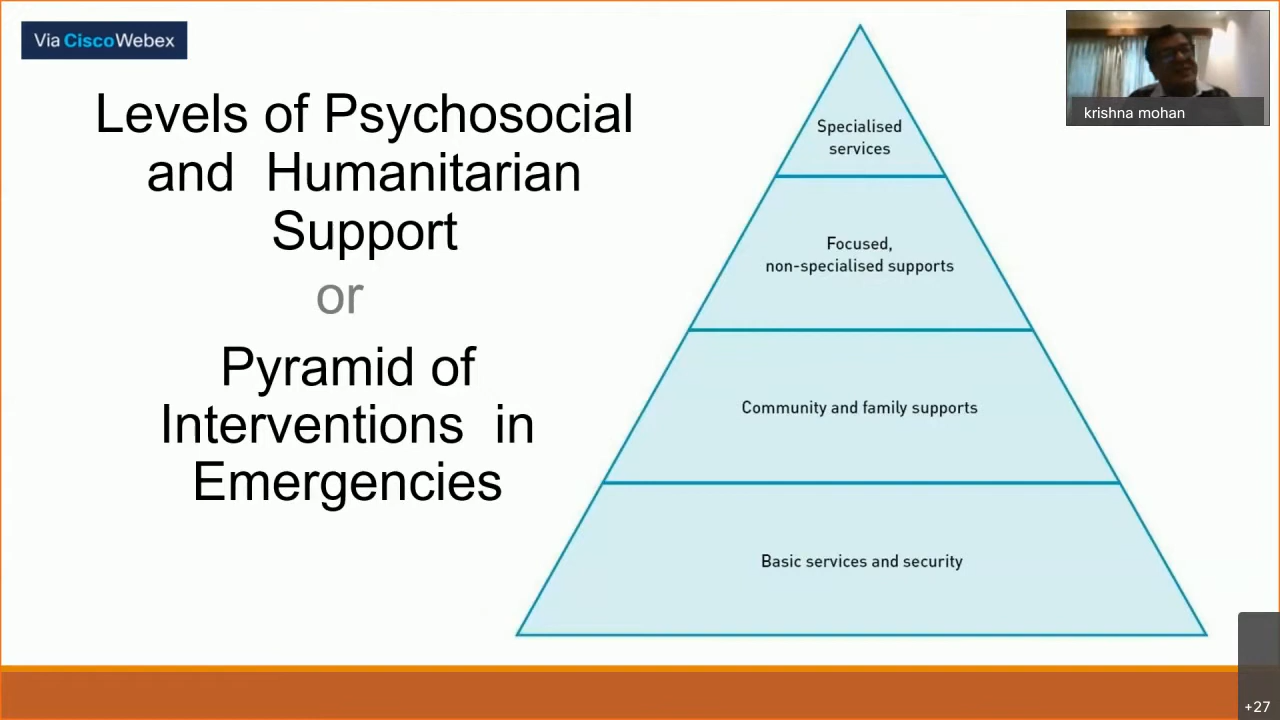 Via CiscoWebex
krishna mohan
Levels of Psychosocial
and Humanitarian
Support
or
Pyramid of
Interventions in
Emergencies
Specialised
services
Focused,
non-specialised supports
Community and family supports
Basic services and security
+27